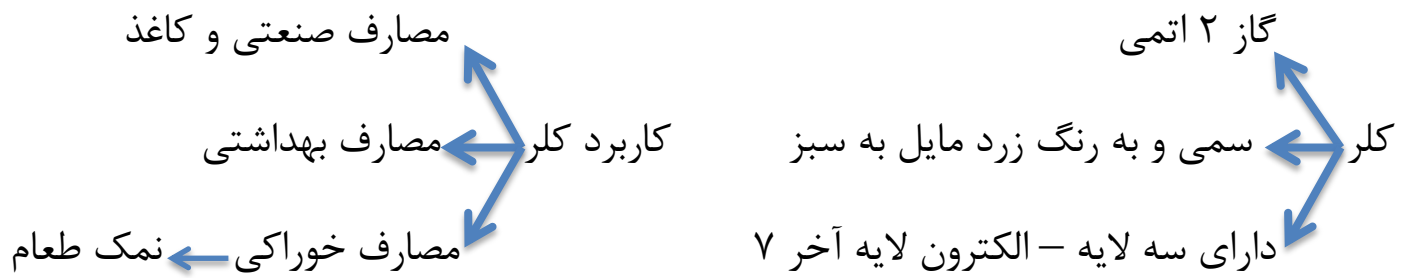 گاز ۲ اتمی
کلر سمی و به رنگ زرد مایل به سبز
دارای سه لایه – الکترون لایه آخر ۷
مصارف صنعتی و کاغذ
کاربرد کلر مصارف بهداشتی
مصارف خوراکی نمک طعام